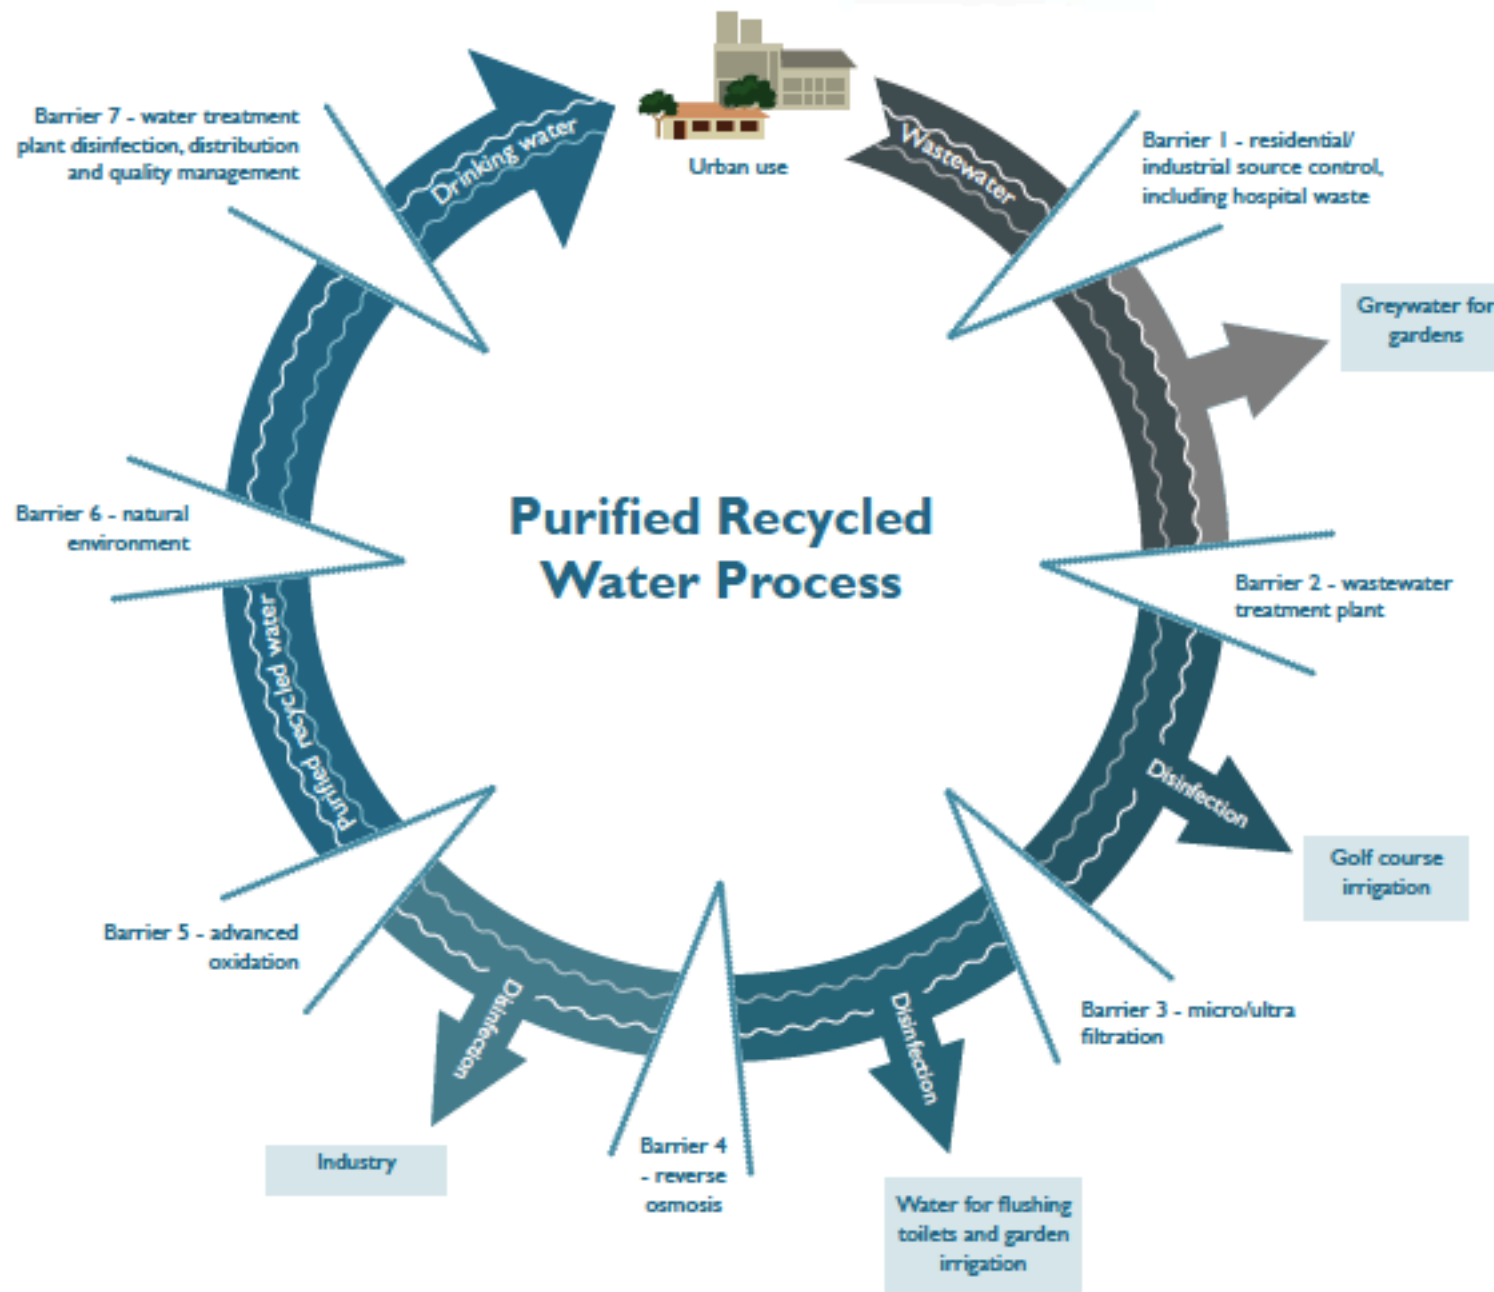 Urban use
Wastewater
Barrier 1 - residential/
industrial source control,
including hospital waste
Greywater for
gardens
Barrier 2 - wastewater
treatment plant
Disinfection
Golf course
irrigation
Barrier 3 - micro/ultra
filtration
Disinfection
Water for flushing
toilets and garden
irrigation
Barrier 4
- reverse
osmosis
Disinfection
Industry
Barrier 5 - advanced
oxidation
Purified recycled water
Barrier 6 - natural
environment
Barrier 7 - water treatment
plant disinfection, distribution
and quality management
Drinking water
Purified Recycled
Water Process